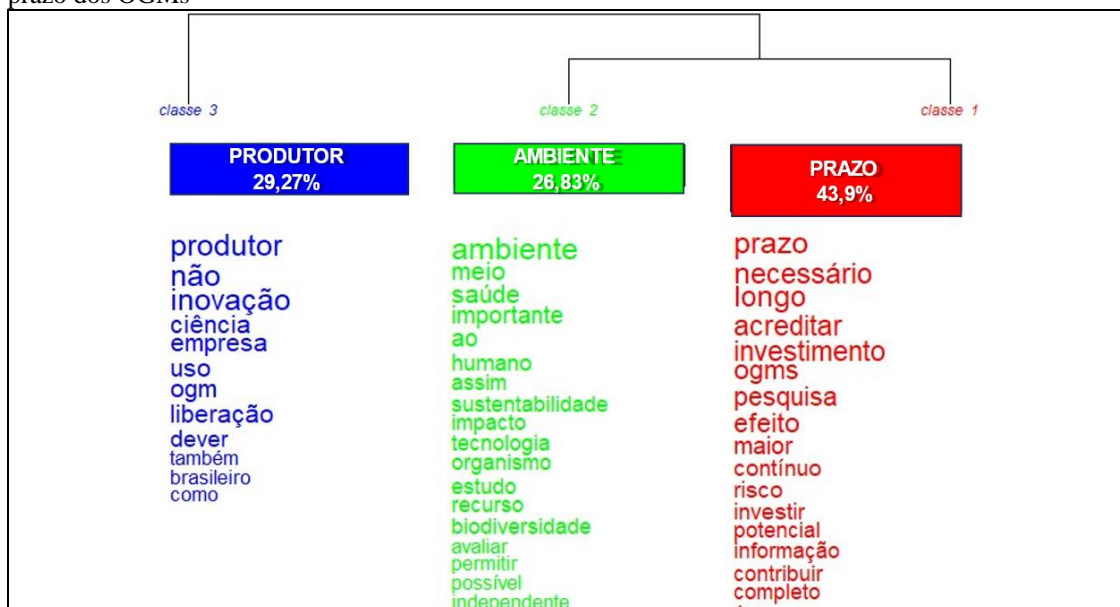 prazo dos OGMs
classe 3
classe 2
classe 1
PRODUTOR
29,27%
AMBIENTE
26,83%
PRAZO
43,9%
produtor
não
inovação
ciência
empresa
uso
ogm
liberação
dever
também
brasileiro
como
ambiente
meio
saúde
importante
ao
humano
assim
sustentabilidade
impacto
tecnologia
organismo
estudo
recurso
biodiversidade
avaliar
permitir
possível
independente
prazo
necessário
longo
acreditar
investimento
ogms
pesquisa
efeito
maior
contínuo
risco
investir
potencial
informação
contribuir
completo